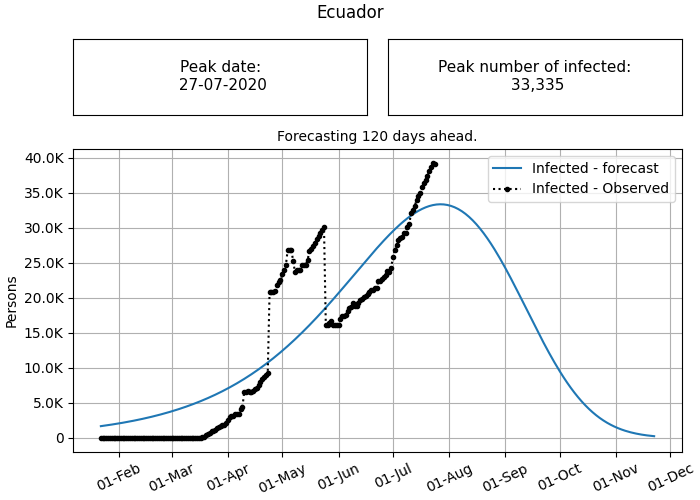 Ecuador
Peak date:
27-07-2020
Peak number of infected:
33,335
Forecasting 120 days ahead.
Infected - forecast
Infected - Observed
Persons
40.0K
35.0K
30.0K
25.0K
20.0K
15.0K
10.0K
5.0K
0
01-Feb
01-Mar
01-Apr
01-May
01-Jun
01-Jul
01-Aug
01-Sep
01-Oct
01-Nov
01-Dec